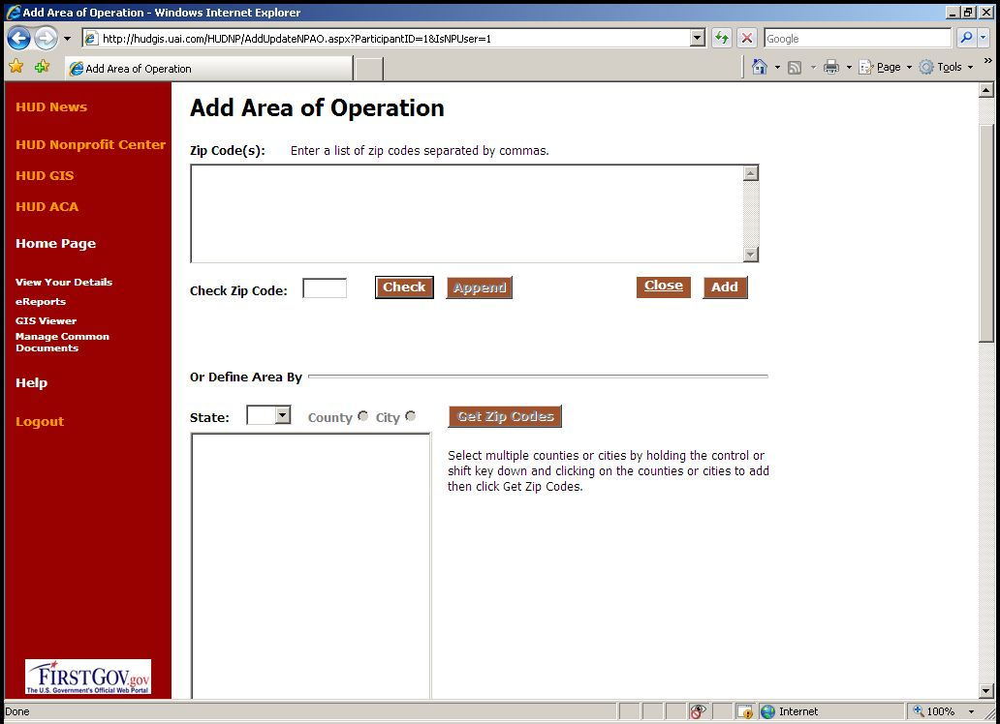 Add Area of Operation - Windows Internet Explorer
http://hudgis.uai.com/HUDNP/AddUpdateNPAO.aspx?ParticipantID=1&IsNPUser=1
Google
Add Area of Operation
Page
Tools
HUD News
HUD Nonprofit Center
HUD GIS
HUD ACA
Home Page
View Your Details
eReports
GIS Viewer
Manage Common
Documents
Help
Logout
FIRSTGOV.gov
The U.S. Government's Official Web Portal
Add Area of Operation
Zip Code(s): Enter a list of zip codes separated by commas.
Check Zip Code: Check Append Close Add
Or Define Area By
State: County City Get Zip Codes
Select multiple counties or cities by holding the control or
shift key down and clicking on the counties or cities to add
then click Get Zip Codes.
Done
Internet
100%